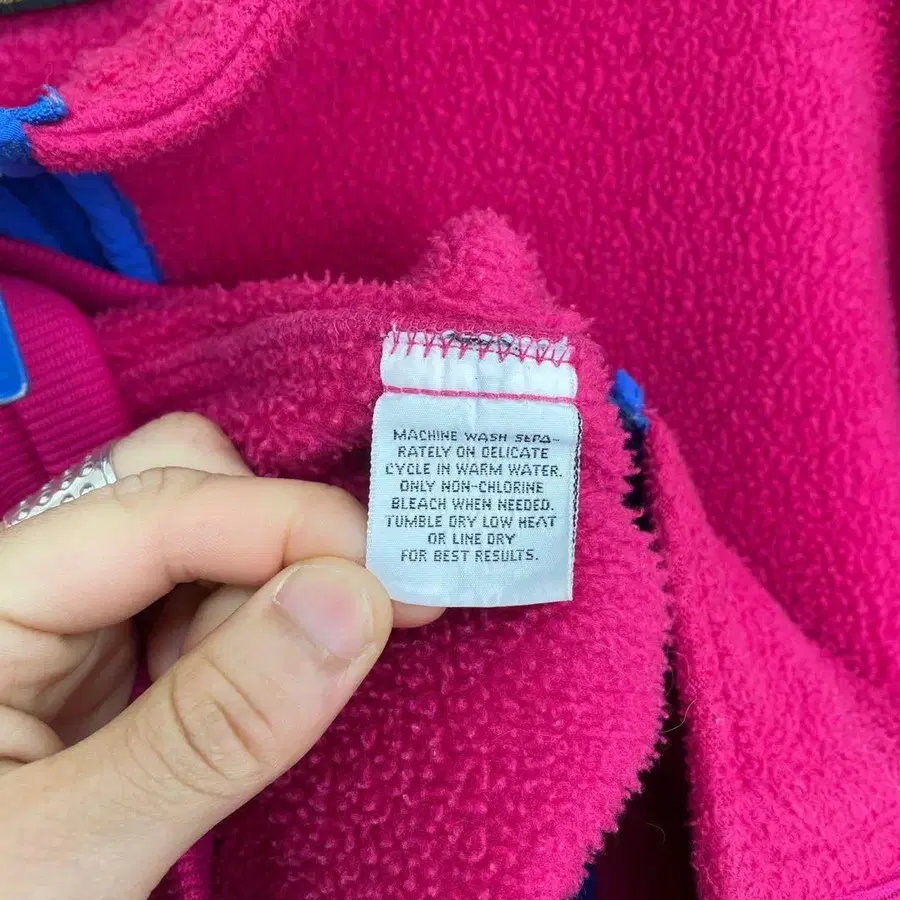 MACHINE WASH SEPA-
RATELY ON DELICATE
CYCLE IN WARM WATER.
ONLY NON-CHLORINE
BLEACH WHEN NEEDED.
TUMBLE DRY LOW HEAT
OR LINE DRY
FOR BEST RESULTS.